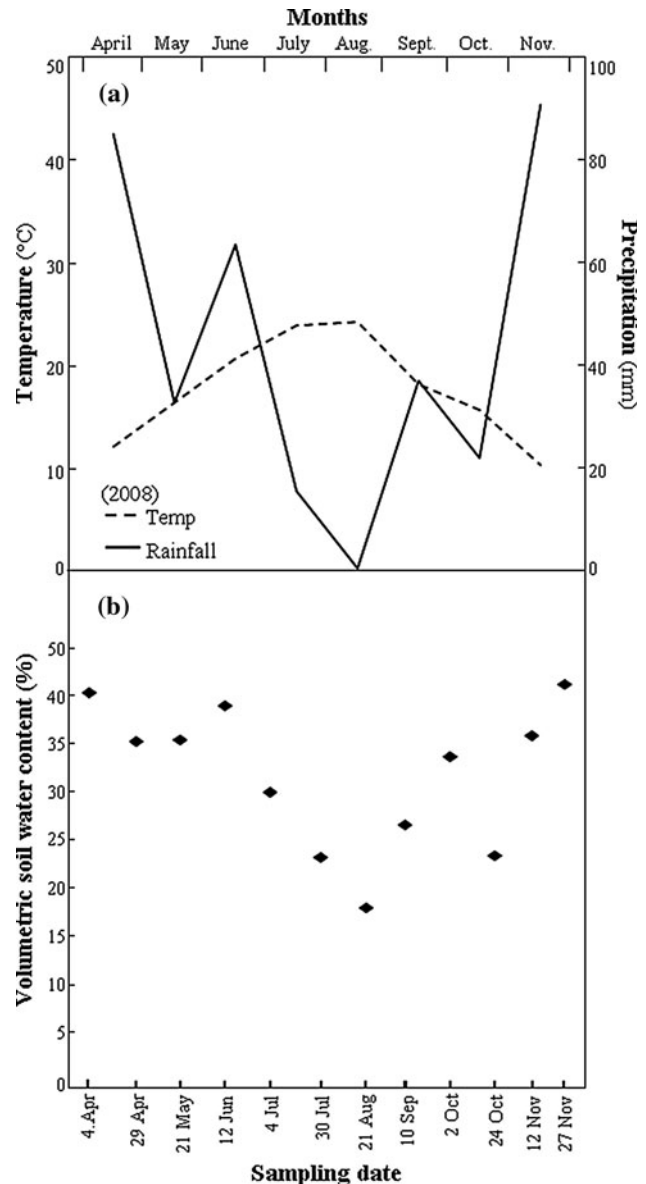 Months
April May June July Aug. Sept. Oct. Nov.
(a)
50
40
30
20
10
0
Temperature (°C)
100
80
60
40
20
0
Precipitation (mm)
(2008)
Temp
Rainfall
(b)
50
40
35
30
25
20
15
10
5
0
Volumetric soil water content (%)
4. Apr
29 Apr
21 May
12 Jun
4 Jul
30 Jul
21 Aug
10 Sep
2 Oct
24 Oct
12 Nov
27 Nov
Sampling date